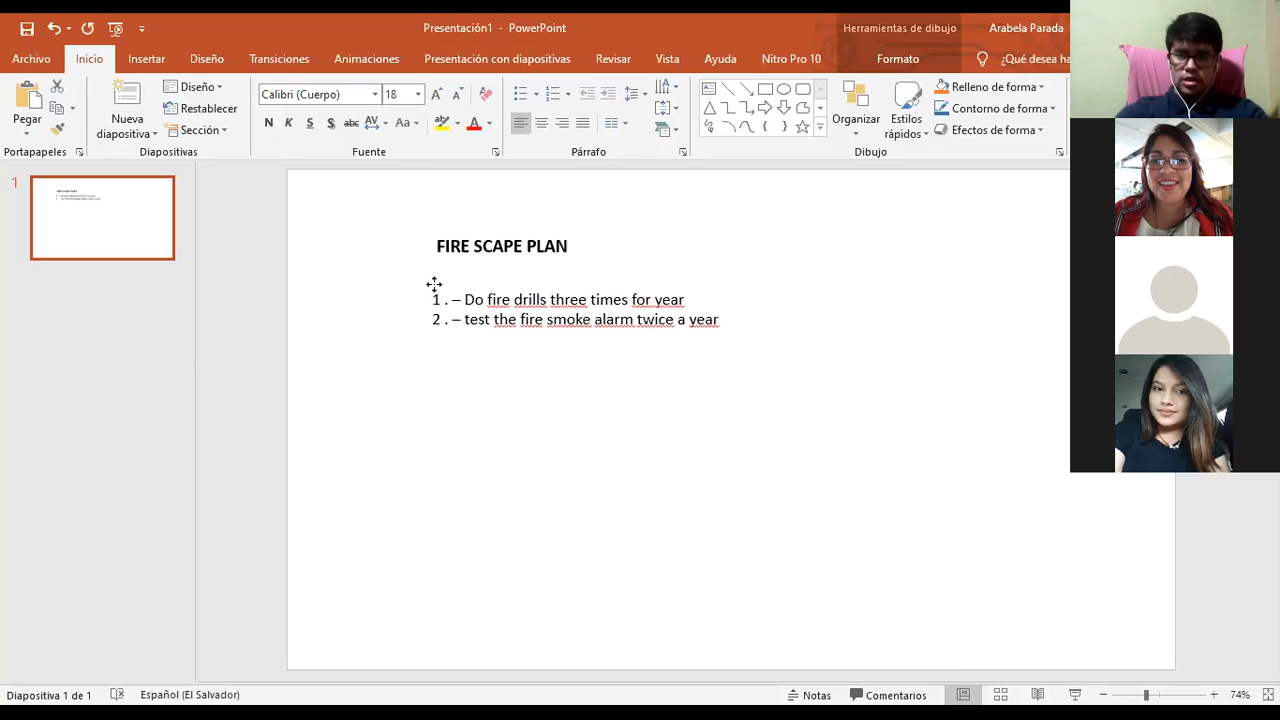 Presentación1 - PowerPoint
Herramientas de dibujo
Arabela Parada
Archivo
Inicio
Insertar
Diseño
Transiciones
Animaciones
Presentación con diapositivas
Revisar
Vista
Ayuda
Nitro Pro 10
Formato
¿Qué desea ha
Pegar
Nueva diapositiva
Diseño
Restablecer
Sección
Calibri (Cuerpo)
18
N K S S abc AV Aa A
Organizar
Estilos rápidos
Relleno de forma
Contorno de forma
Efectos de forma
Portapapeles
Diapositivas
Fuente
Párrafo
Dibujo
1
FIRE SCAPE PLAN
1 . – Do fire drills three times for year
2 . – test the fire smoke alarm twice a year
Diapositiva 1 de 1
Español (El Salvador)
Notas
Comentarios
74%